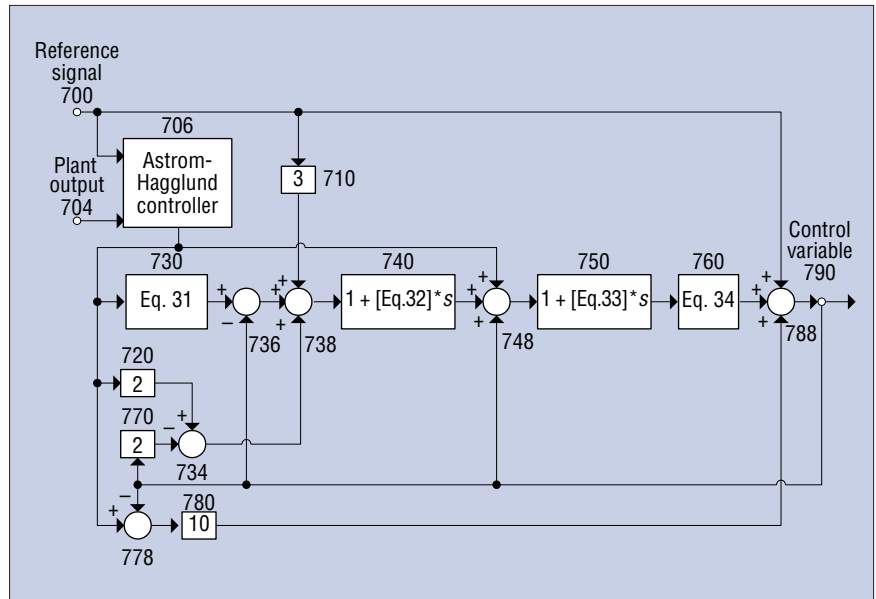 Reference
signal
700
706
Astrom-
Hagglund
controller
Plant
output
704
3
710
Control
variable
790
730
Eq. 31
+
−
736
+
+
+
738
740
1 + [Eq.32]*s
+
+
+
748
750
1 + [Eq.33]*s
760
Eq. 34
+
+
+
788
720
2
+
770
2
−
734
−
+
778
780
10